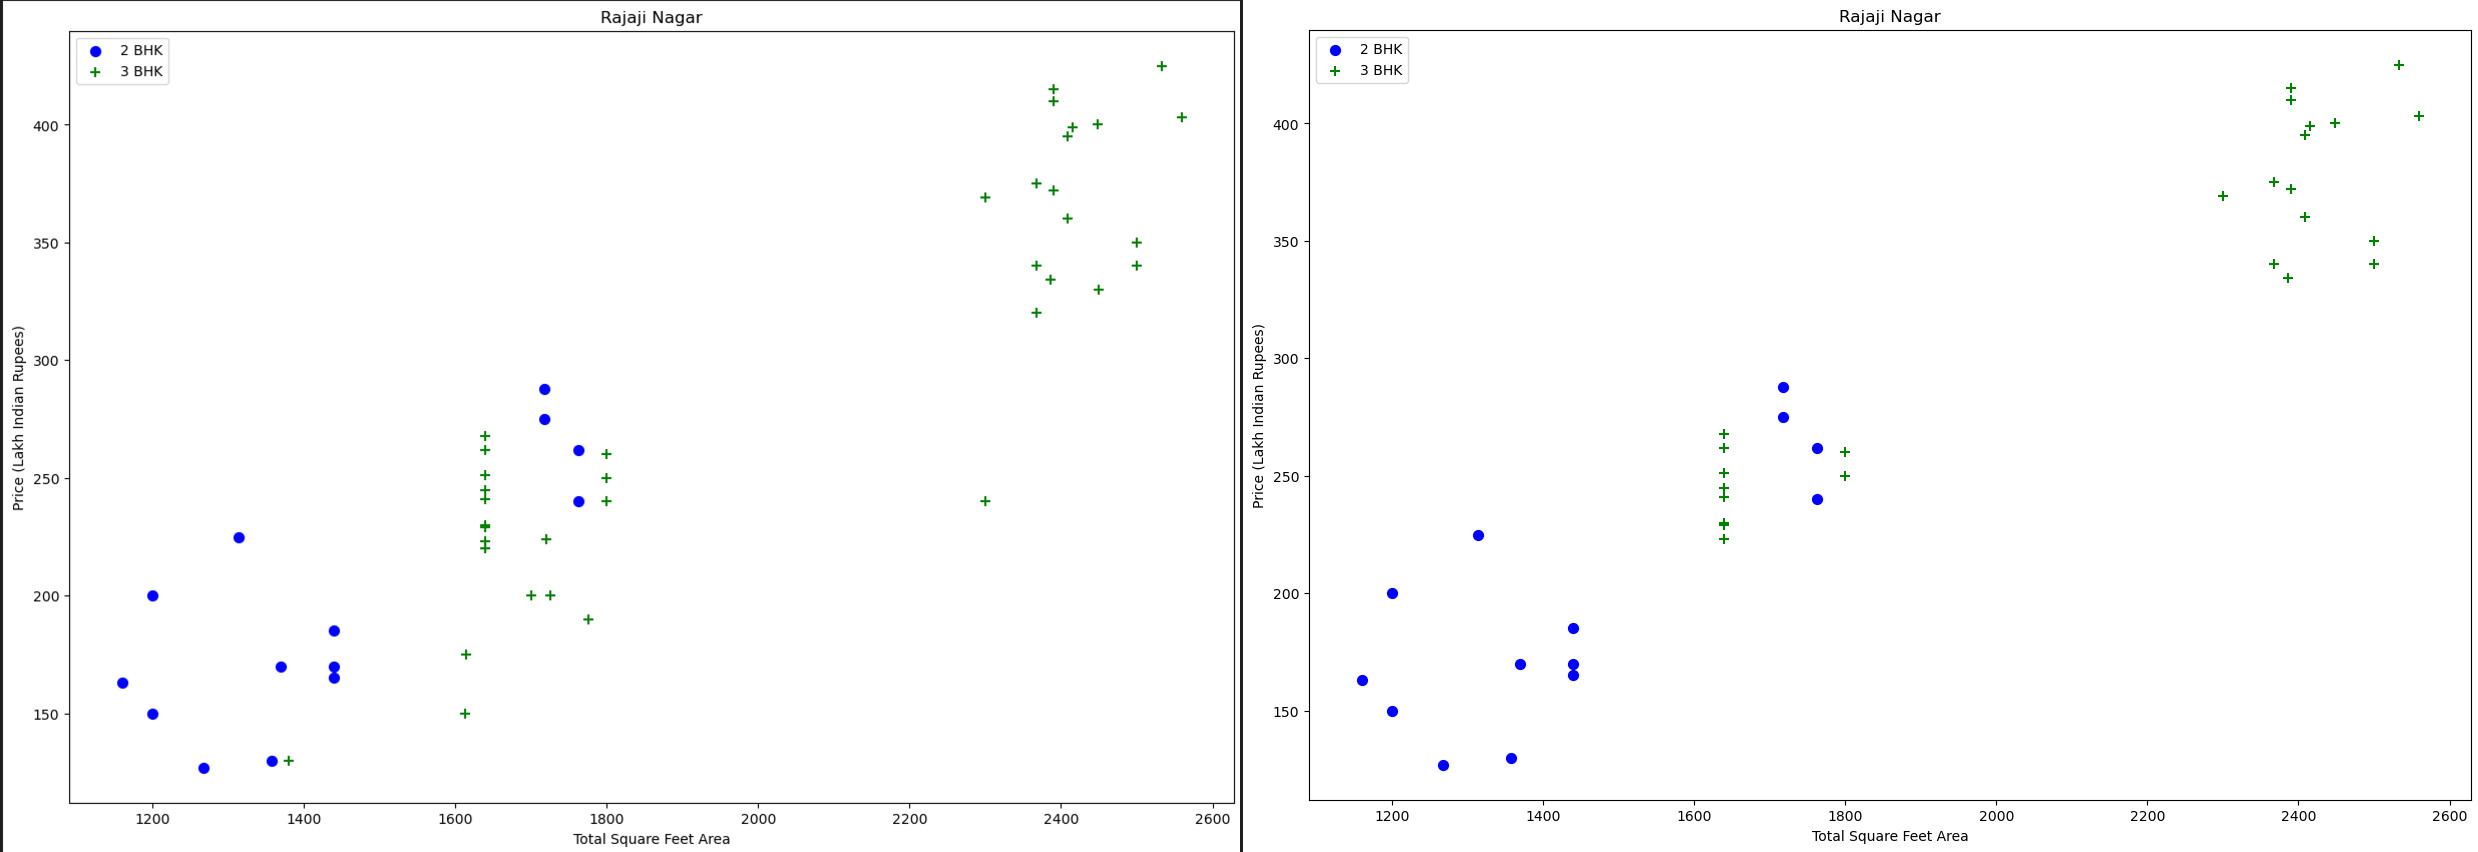 Rajaji Nagar
2 BHK
3 BHK
400
350
300
250
200
150
Price (Lakh Indian Rupees)
1200 1400 1600 1800 2000 2200 2400 2600
Total Square Feet Area
Rajaji Nagar
2 BHK
3 BHK
400
350
300
250
200
150
Price (Lakh Indian Rupees)
1200 1400 1600 1800 2000 2200 2400 2600
Total Square Feet Area